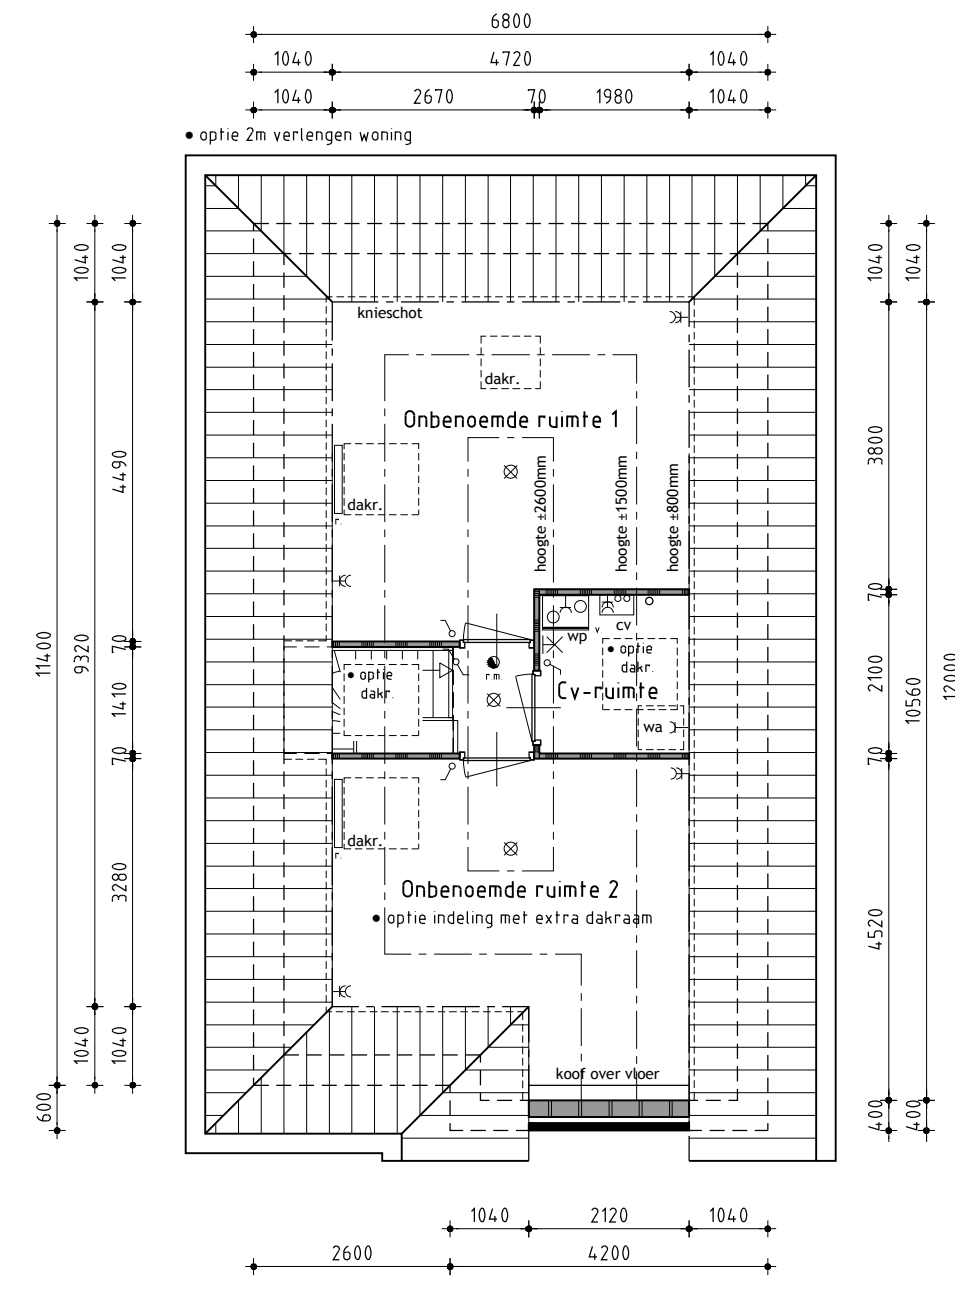 6800
1040 4720 1040
1040 2670 70 1980 1040
• optie 2m verlengen woning
1040 1040 1040 1040
knieschot
dakr.
Onbenoemde ruimte 1
4490
3800
dakr.
r.
hoogte ±2600mm
hoogte ±1500mm
hoogte ±800mm
70
wp v cv
70
11400
9320
• optie
dakr.
r.m.
• optie
dakr.
1410
2100
Cv-ruimte
10560
12000
wa
70
70
dakr.
r.
3280
Onbenoemde ruimte 2
• optie indeling met extra dakraam
4520
1040 1040
koof over vloer
600
400 400
1040 2120 1040
2600 4200